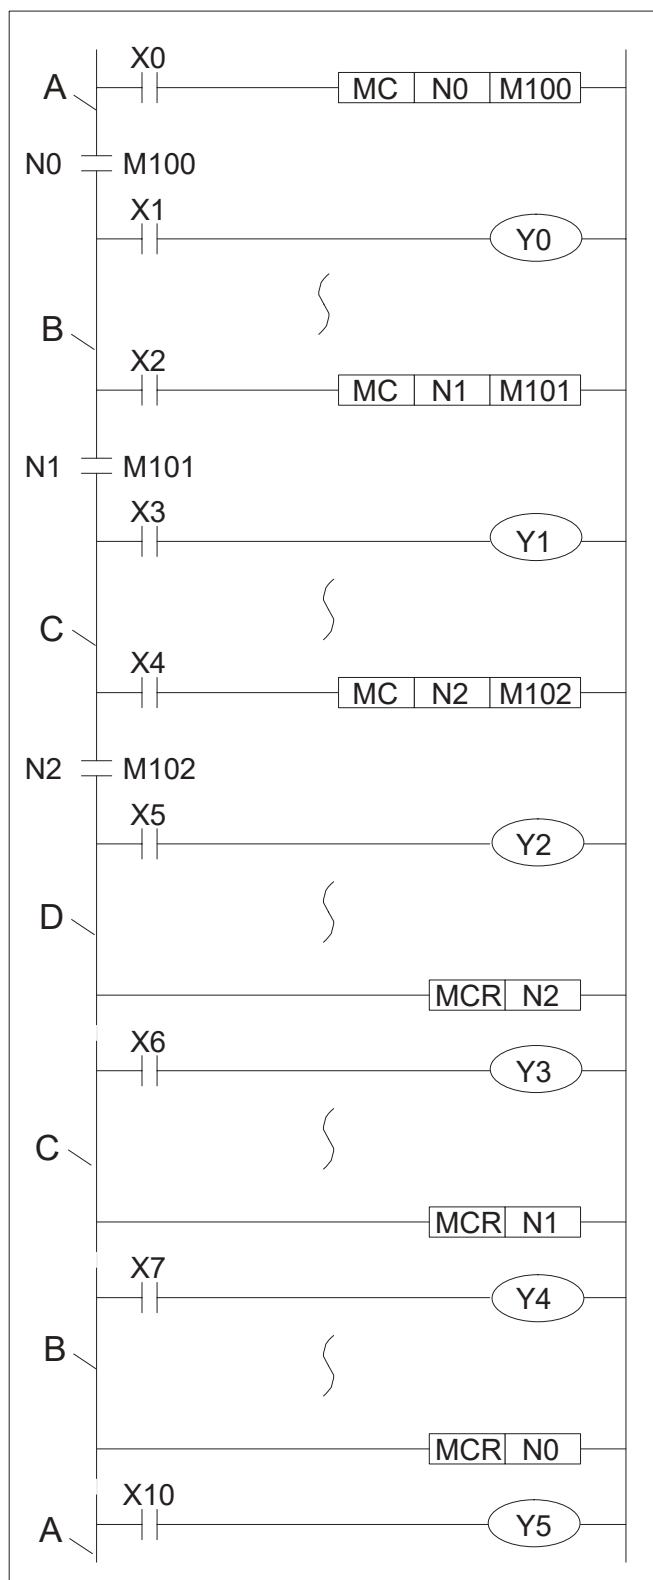 X0
A MC N0 M100
N0 M100
X1
Y0
B
X2
MC N1 M101
N1 M101
X3
Y1
C
X4
MC N2 M102
N2 M102
X5
Y2
D
MCR N2
X6
Y3
C
MCR N1
X7
Y4
B
MCR N0
X10
A Y5